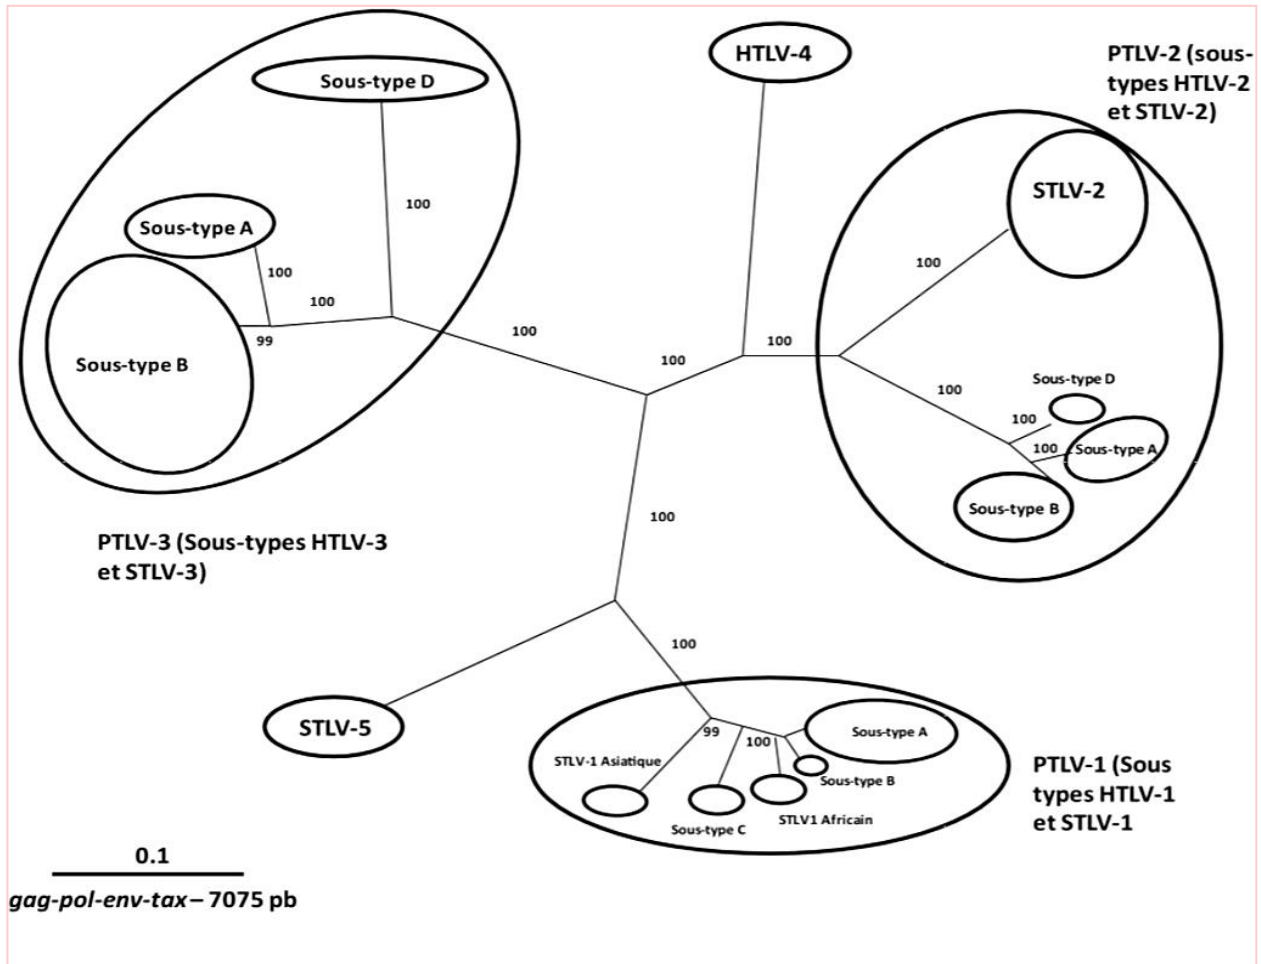 HTLV-4
PTLV-2 (sous-
types HTLV-2
et STLV-2)
Sous-type D
STLV-2
100
Sous-type A
100
100
100
100
99
Sous-type B
100
100
100
100
Sous-type D
100
100
Sous-type A
Sous-type B
PTLV-3 (Sous-types HTLV-3
et STLV-3)
100
100
STLV-5
99
100
Sous-type A
STLV-1 Asiatique
Sous-type B
Sous-type C
STLV1 Africain
PTLV-1 (Sous
types HTLV-1
et STLV-1
0.1
gag-pol-env-tax – 7075 pb